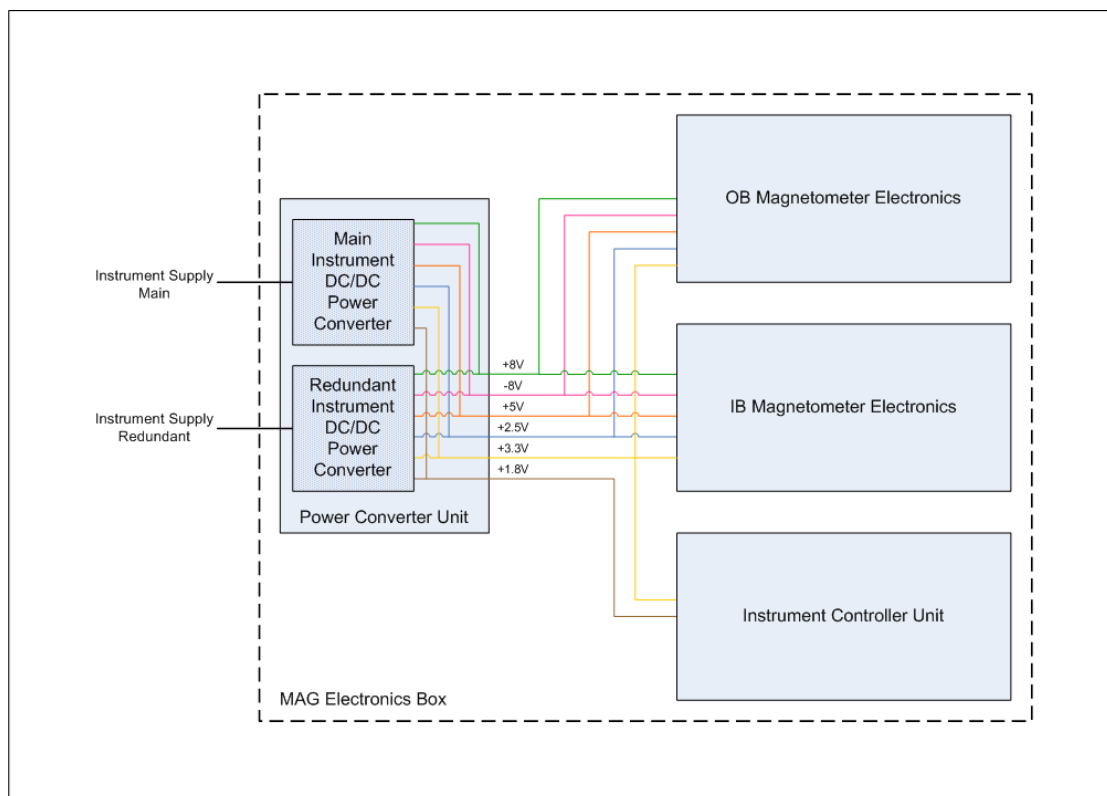 OB Magnetometer Electronics
Main
Instrument
DC/DC
Power
Converter
Instrument Supply
Main
+8V
-8V
+5V
+2.5V
+3.3V
+1.8V
Redundant
Instrument
DC/DC
Power
Converter
Instrument Supply
Redundant
IB Magnetometer Electronics
Power Converter Unit
Instrument Controller Unit
MAG Electronics Box